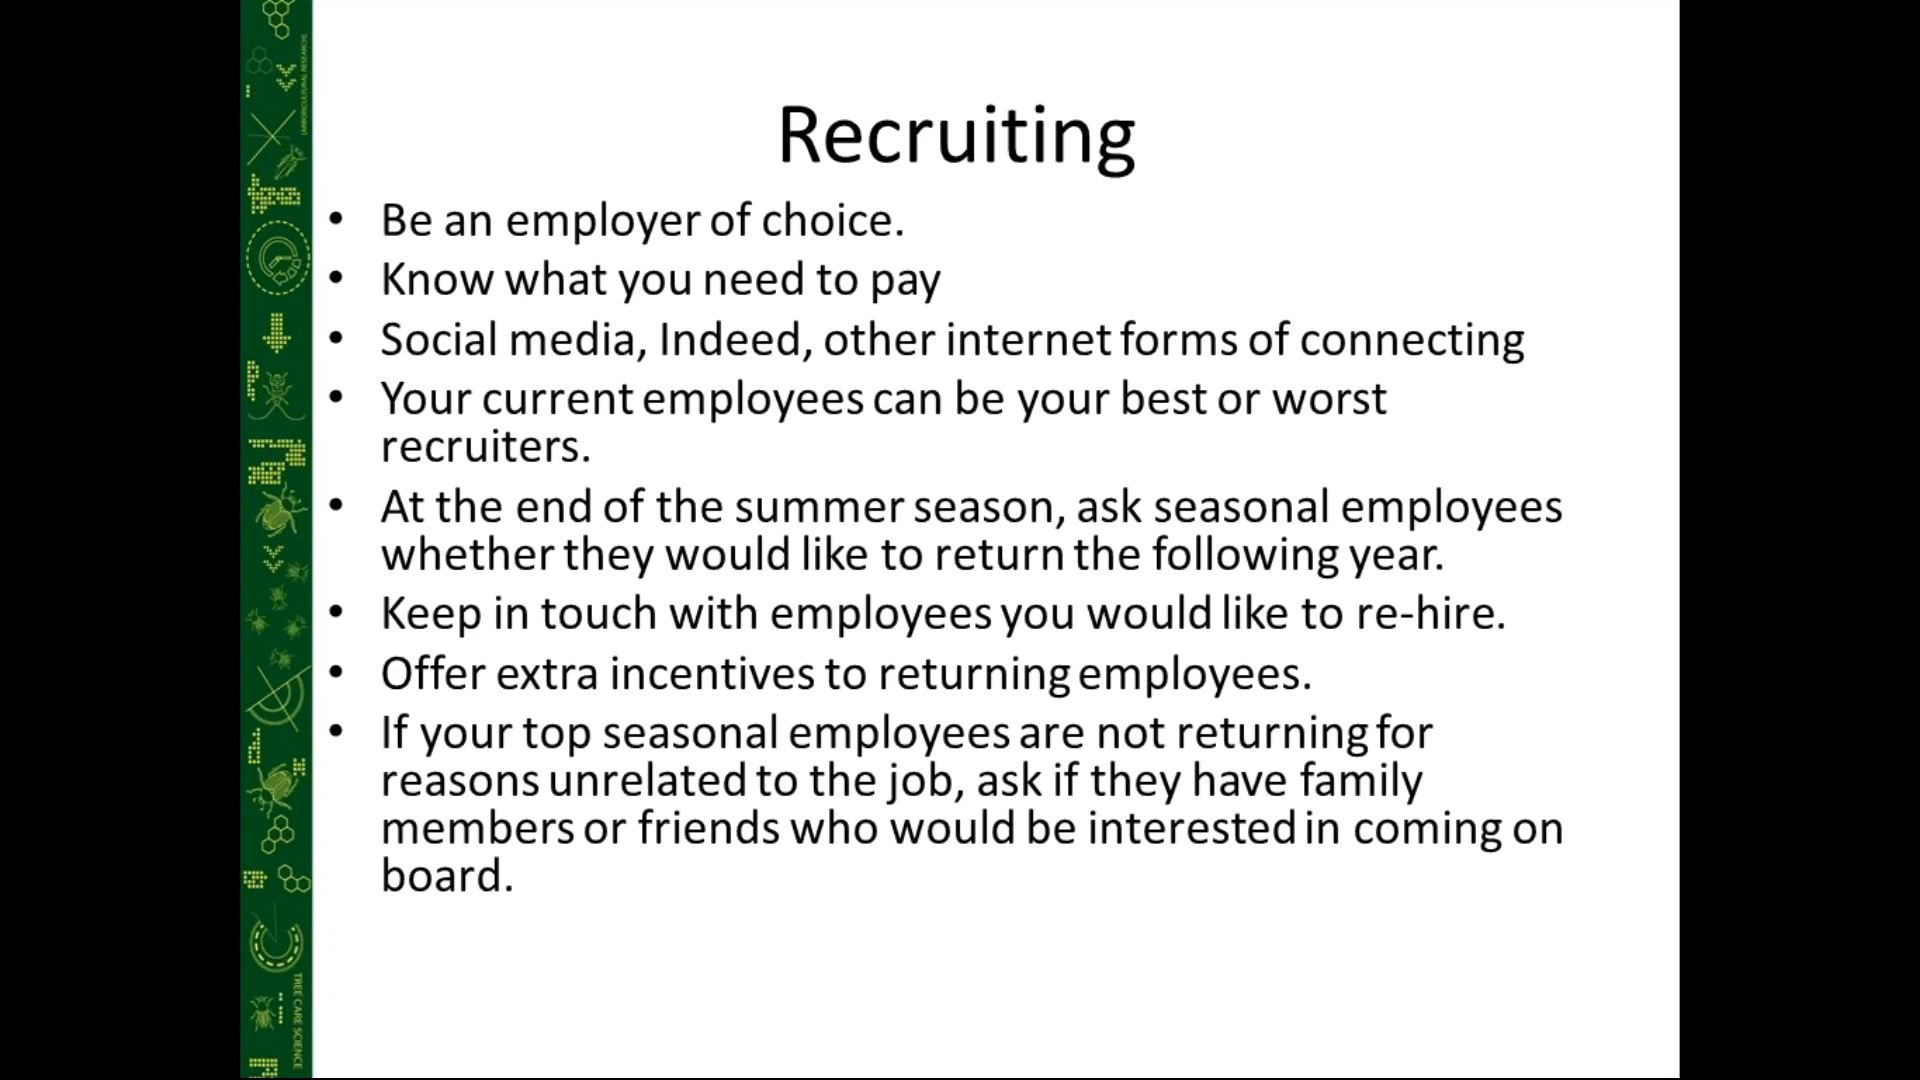 Recruiting
• Be an employer of choice.
• Know what you need to pay
• Social media, Indeed, other internet forms of connecting
• Your current employees can be your best or worst
recruiters.
• At the end of the summer season, ask seasonal employees
whether they would like to return the following year.
• Keep in touch with employees you would like to re-hire.
• Offer extra incentives to returning employees.
• If your top seasonal employees are not returning for
reasons unrelated to the job, ask if they have family
members or friends who would be interested in coming on
board.
TREE CARE SCIENCE